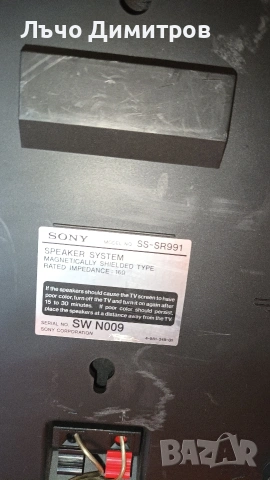 Лъчо Петров
SONY MODEL NO. SS-SR991
SPEAKER SYSTEM
MAGNETICALLY SHIELDED TYPE
RATED IMPEDANCE : 16Ω
If the speakers should cause the TV screen to have
poor color, turn off the TV and turn it on again after
15 to 30 minutes. If poor color should persist,
place the speakers at a distance away from the TV.
SERIAL NO. SW N009
SONY CORPORATION
BAZAR
bg